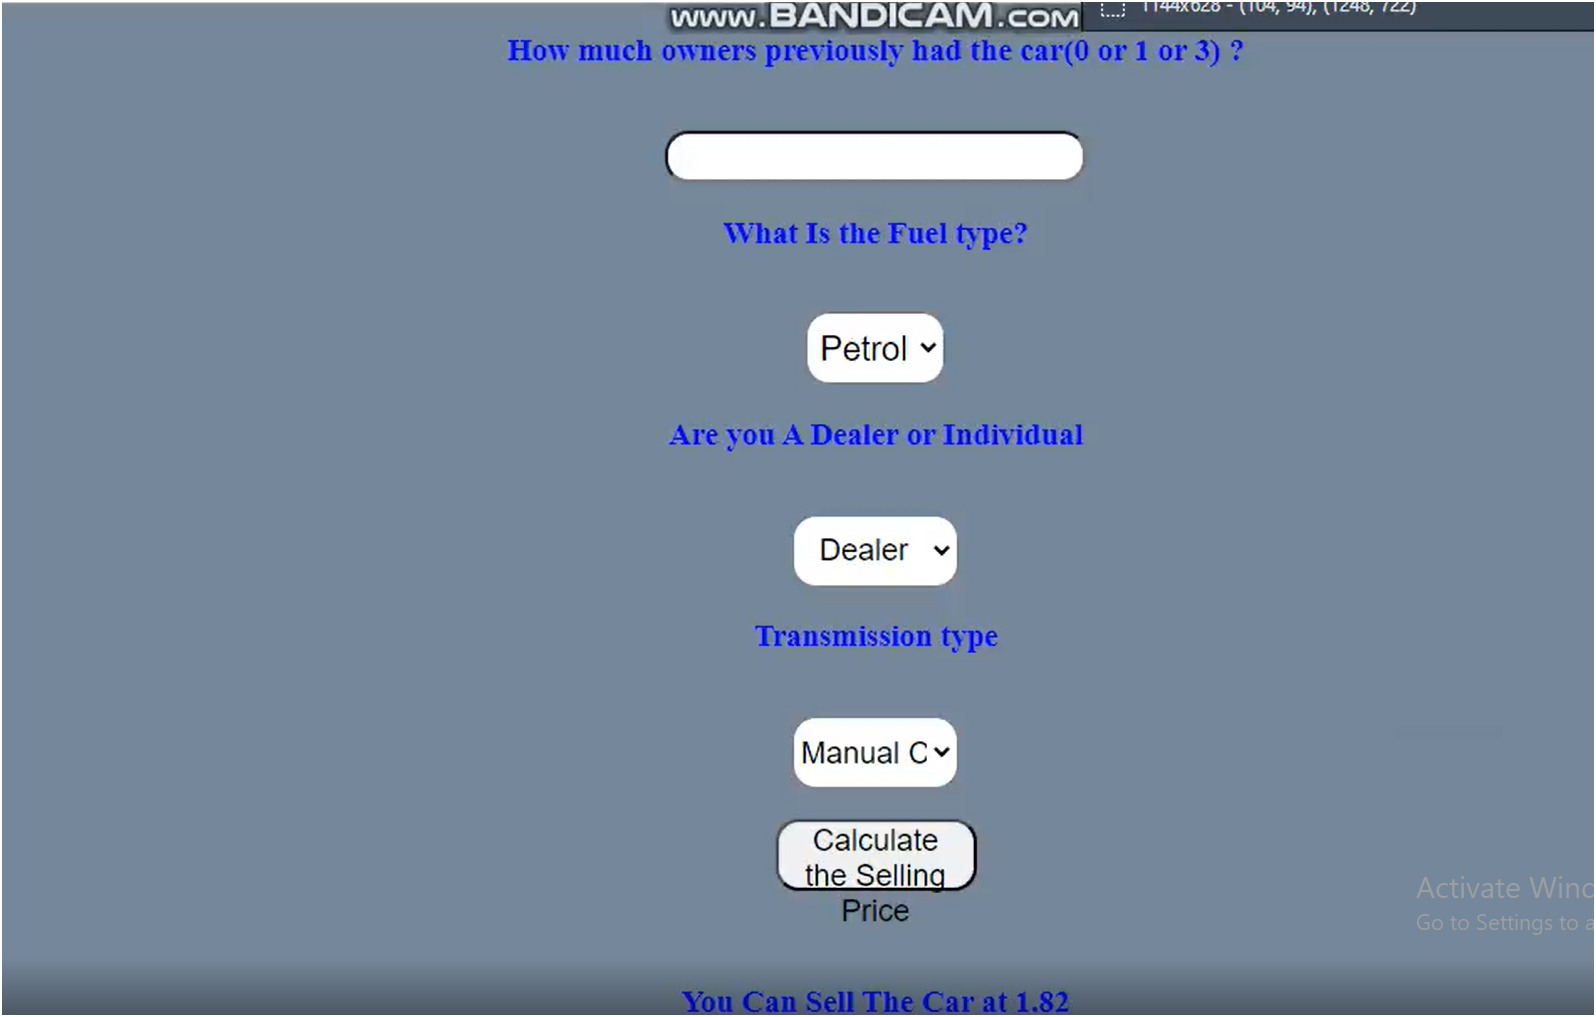 www.BANDICAM.COM
1144x628 - (104, 94), (1248, 722)
How much owners previously had the car(0 or 1 or 3) ?
What Is the Fuel type?
Petrol
Are you A Dealer or Individual
Dealer
Transmission type
Manual C
Calculate
the Selling
Price
Activate Wind
Go to Settings to a
You Can Sell The Car at 1.82